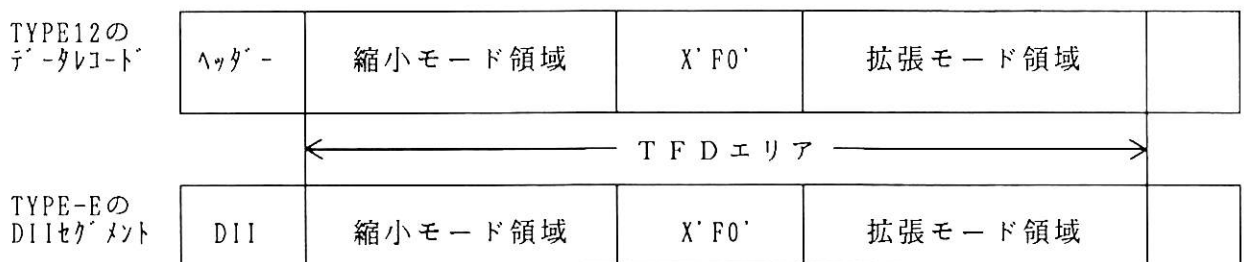 TYPE12の
ﾃﾞｰﾀﾚｺｰﾄﾞ
ﾍｯﾀﾞｰ
縮小モード領域
X'F0'
拡張モード領域
TFDエリア
TYPE-Eの
DIIｾｸﾞﾒﾝﾄ
DII
縮小モード領域
X'F0'
拡張モード領域